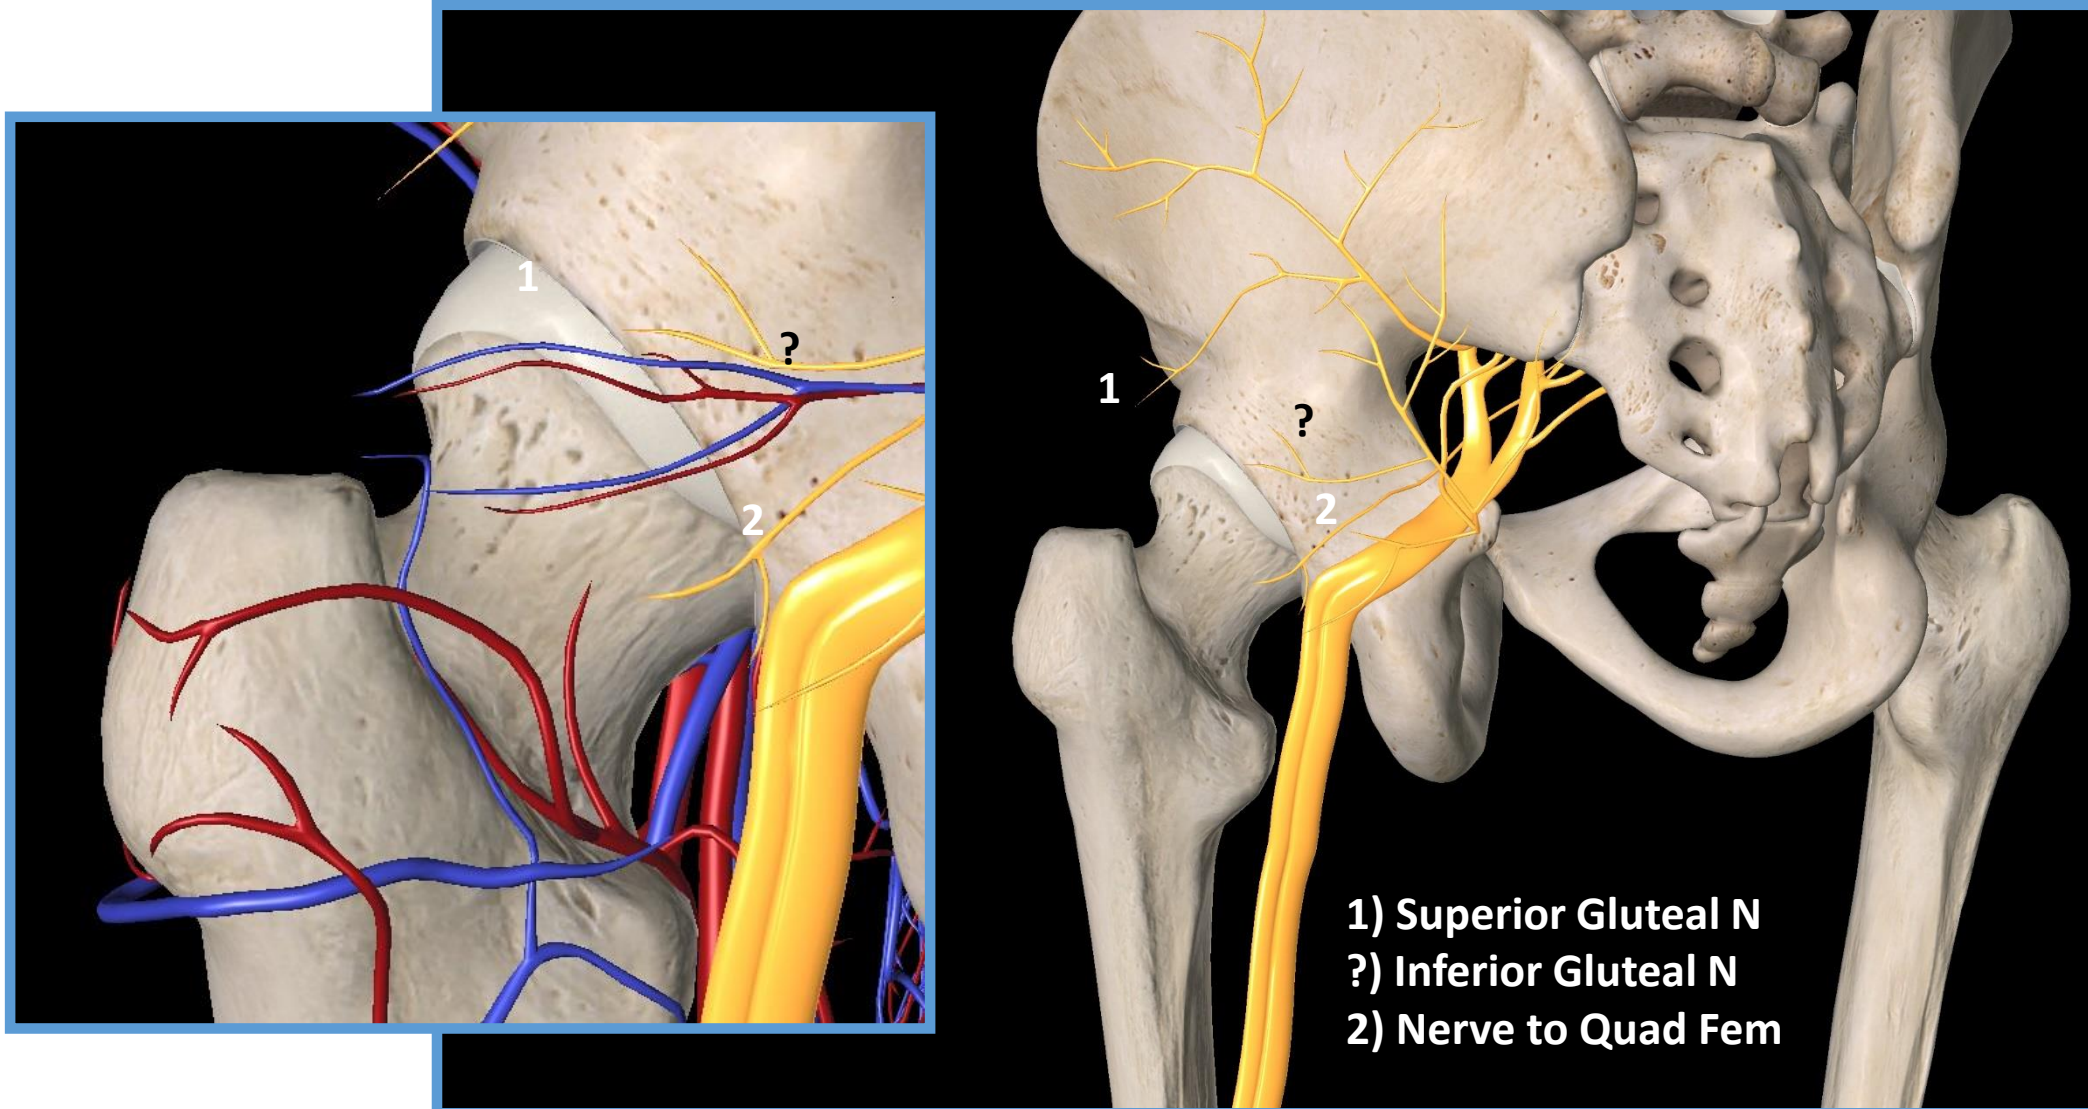 1
?
2
1
?
2
1) Superior Gluteal N
?) Inferior Gluteal N
2) Nerve to Quad Fem